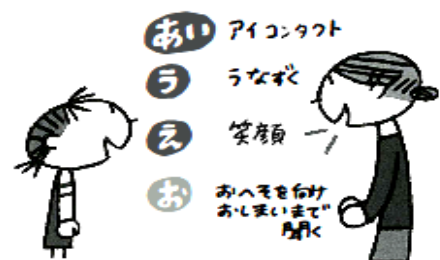 あい アイコンタクト
う うなずく
え 笑顔
お おへそを向け
おしまいまで
聞く